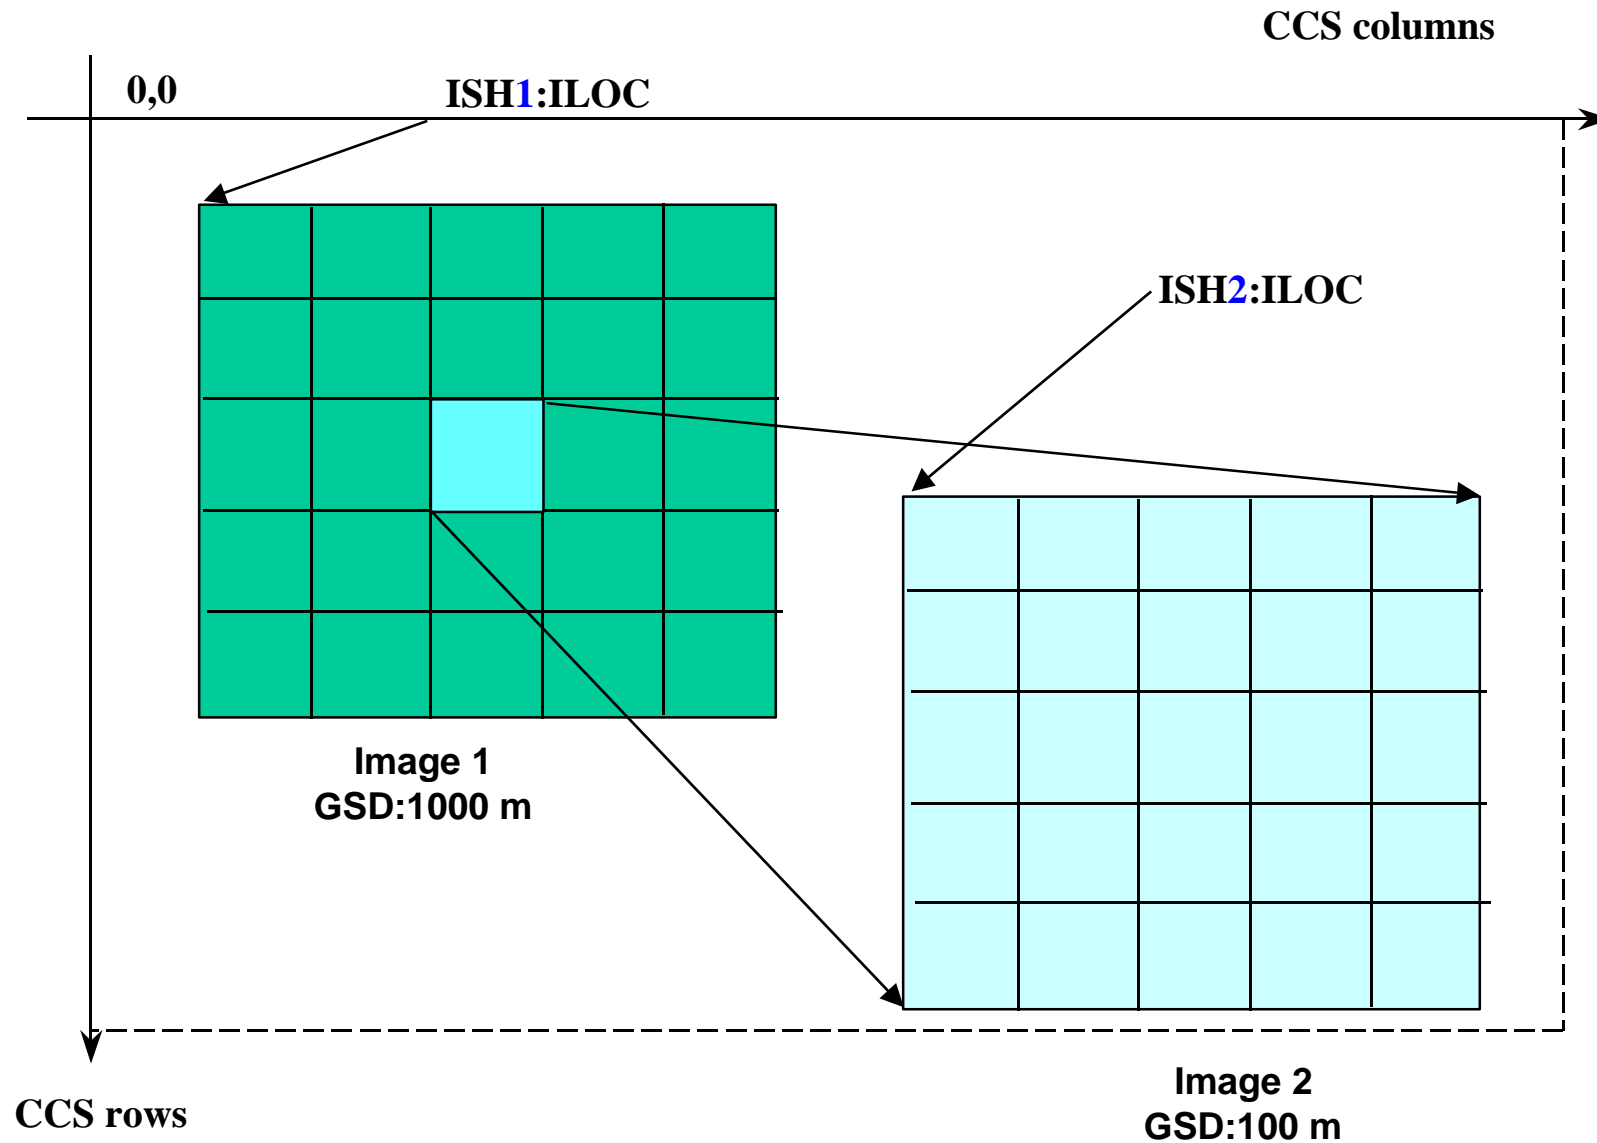 CCS columns
0,0
ISH1:ILOC
ISH2:ILOC
Image 1
GSD:1000 m
Image 2
GSD:100 m
CCS rows